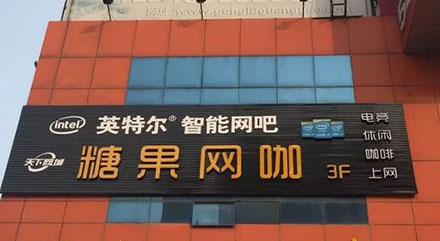 intel 英特尔® 智能网吧
天下网域
糖果网咖 3F
电竞
休闲
咖啡
上网